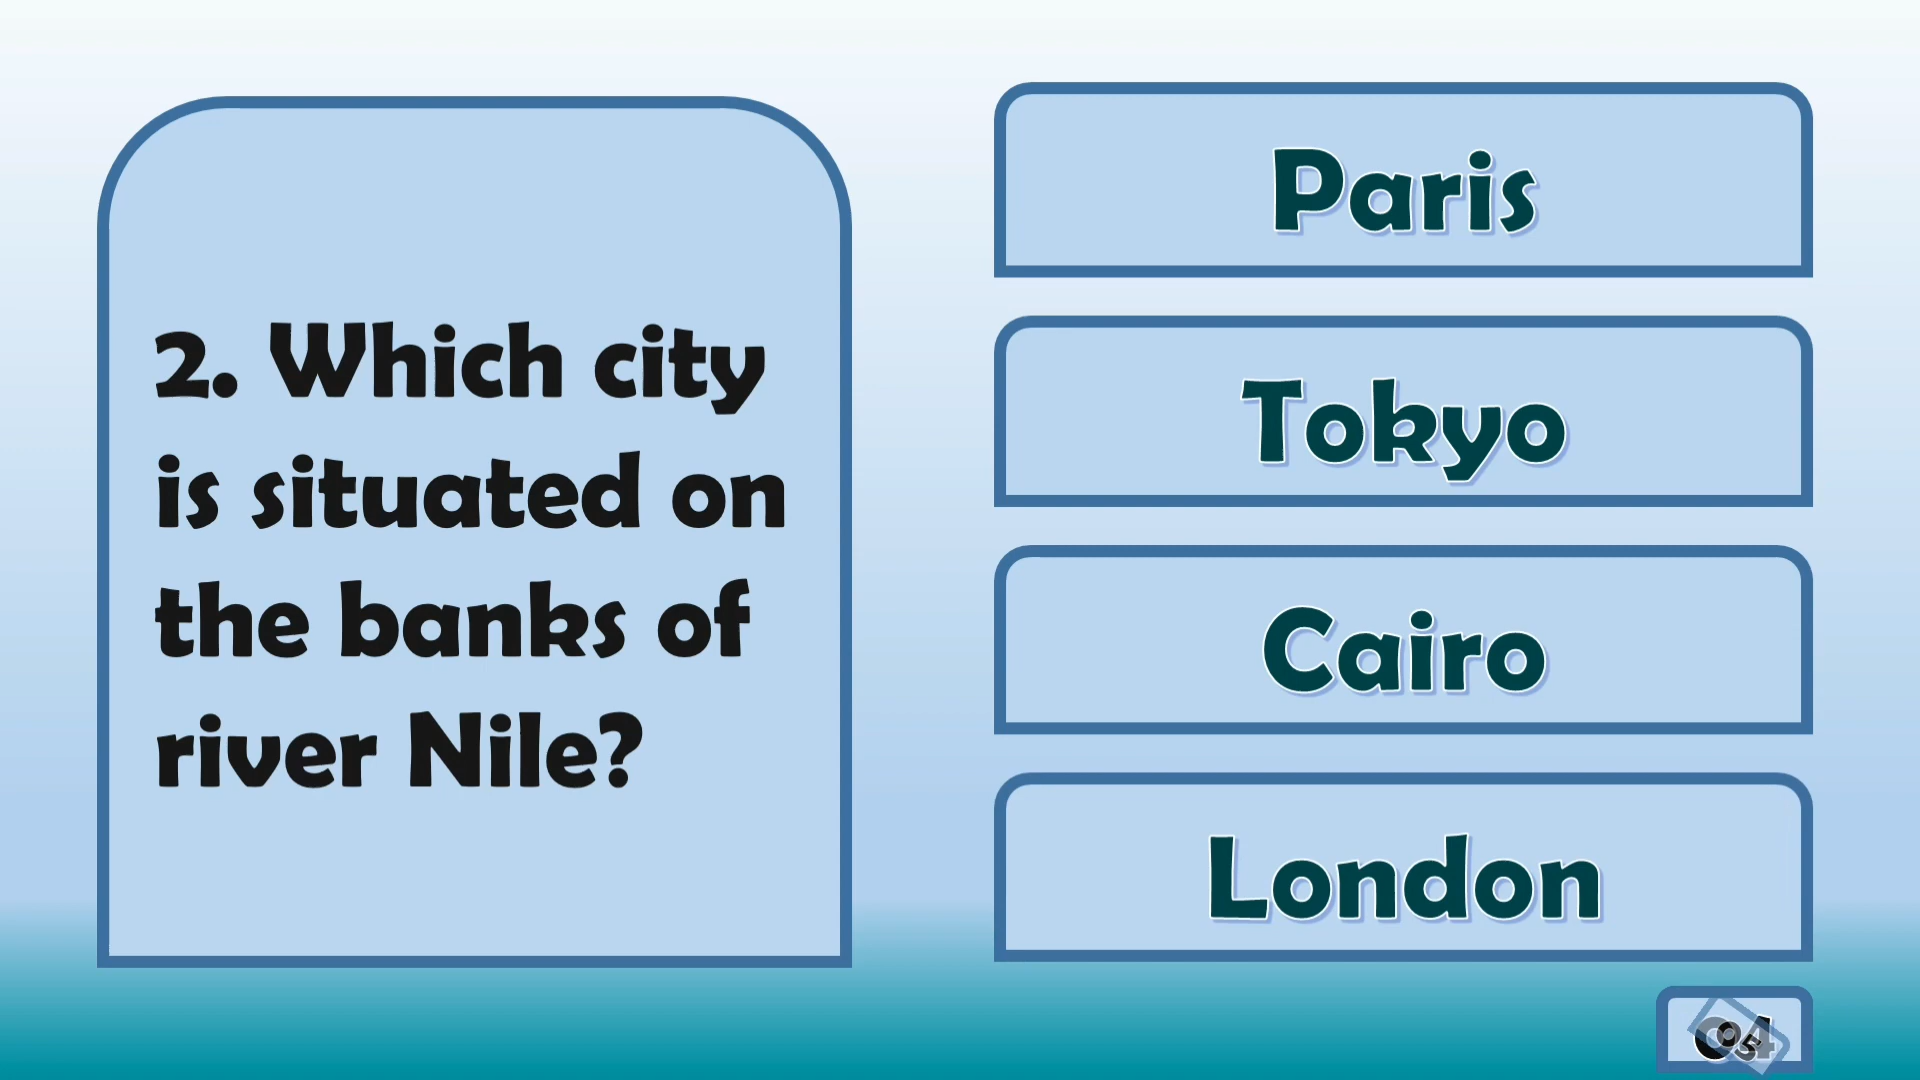 2. Which city
is situated on
the banks of
river Nile?
Paris
Tokyo
Cairo
London